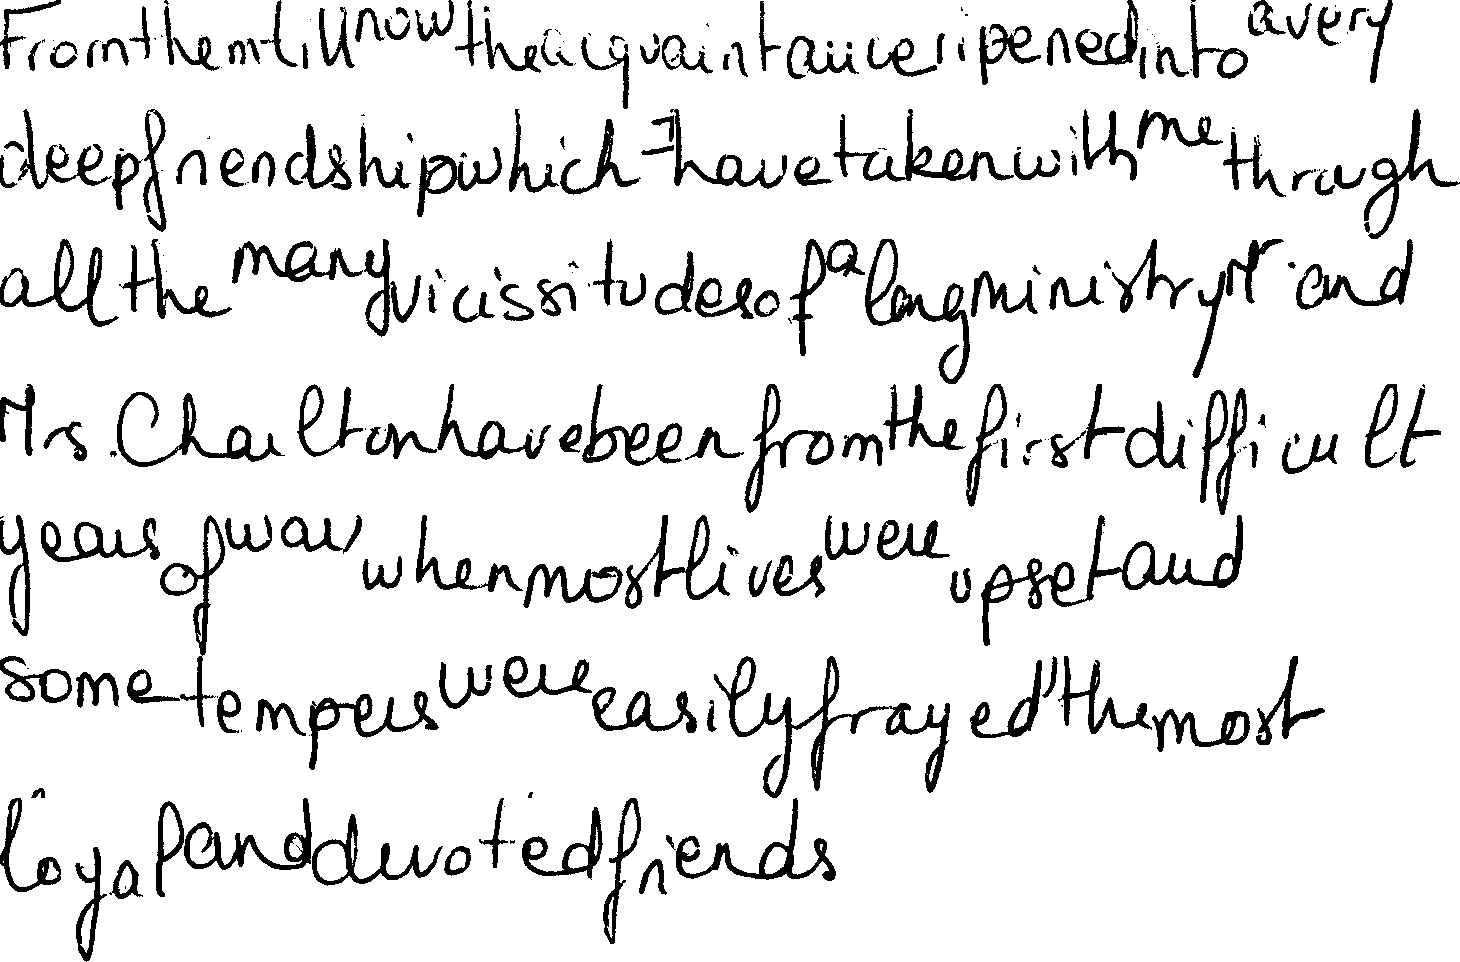 From them till now the acquaintance ripened into a very
deep friendship which I have taken with me through
all the many vicissitudes of a long ministry Mr. and
Mrs. Charlton have been from the first difficult
years of war when most lives were upset and
some tempers were easily frayed" the most
loyal and devoted friends